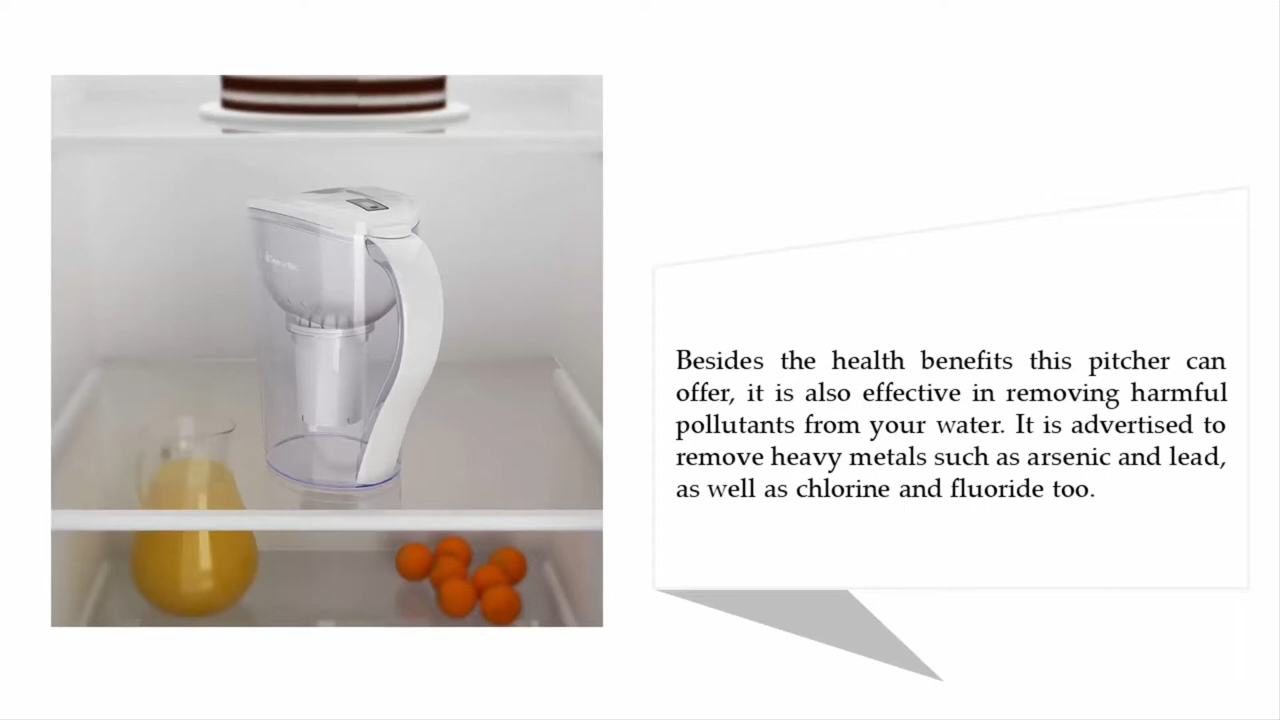 Besides the health benefits this pitcher can
offer, it is also effective in removing harmful
pollutants from your water. It is advertised to
remove heavy metals such as arsenic and lead,
as well as chlorine and fluoride too.